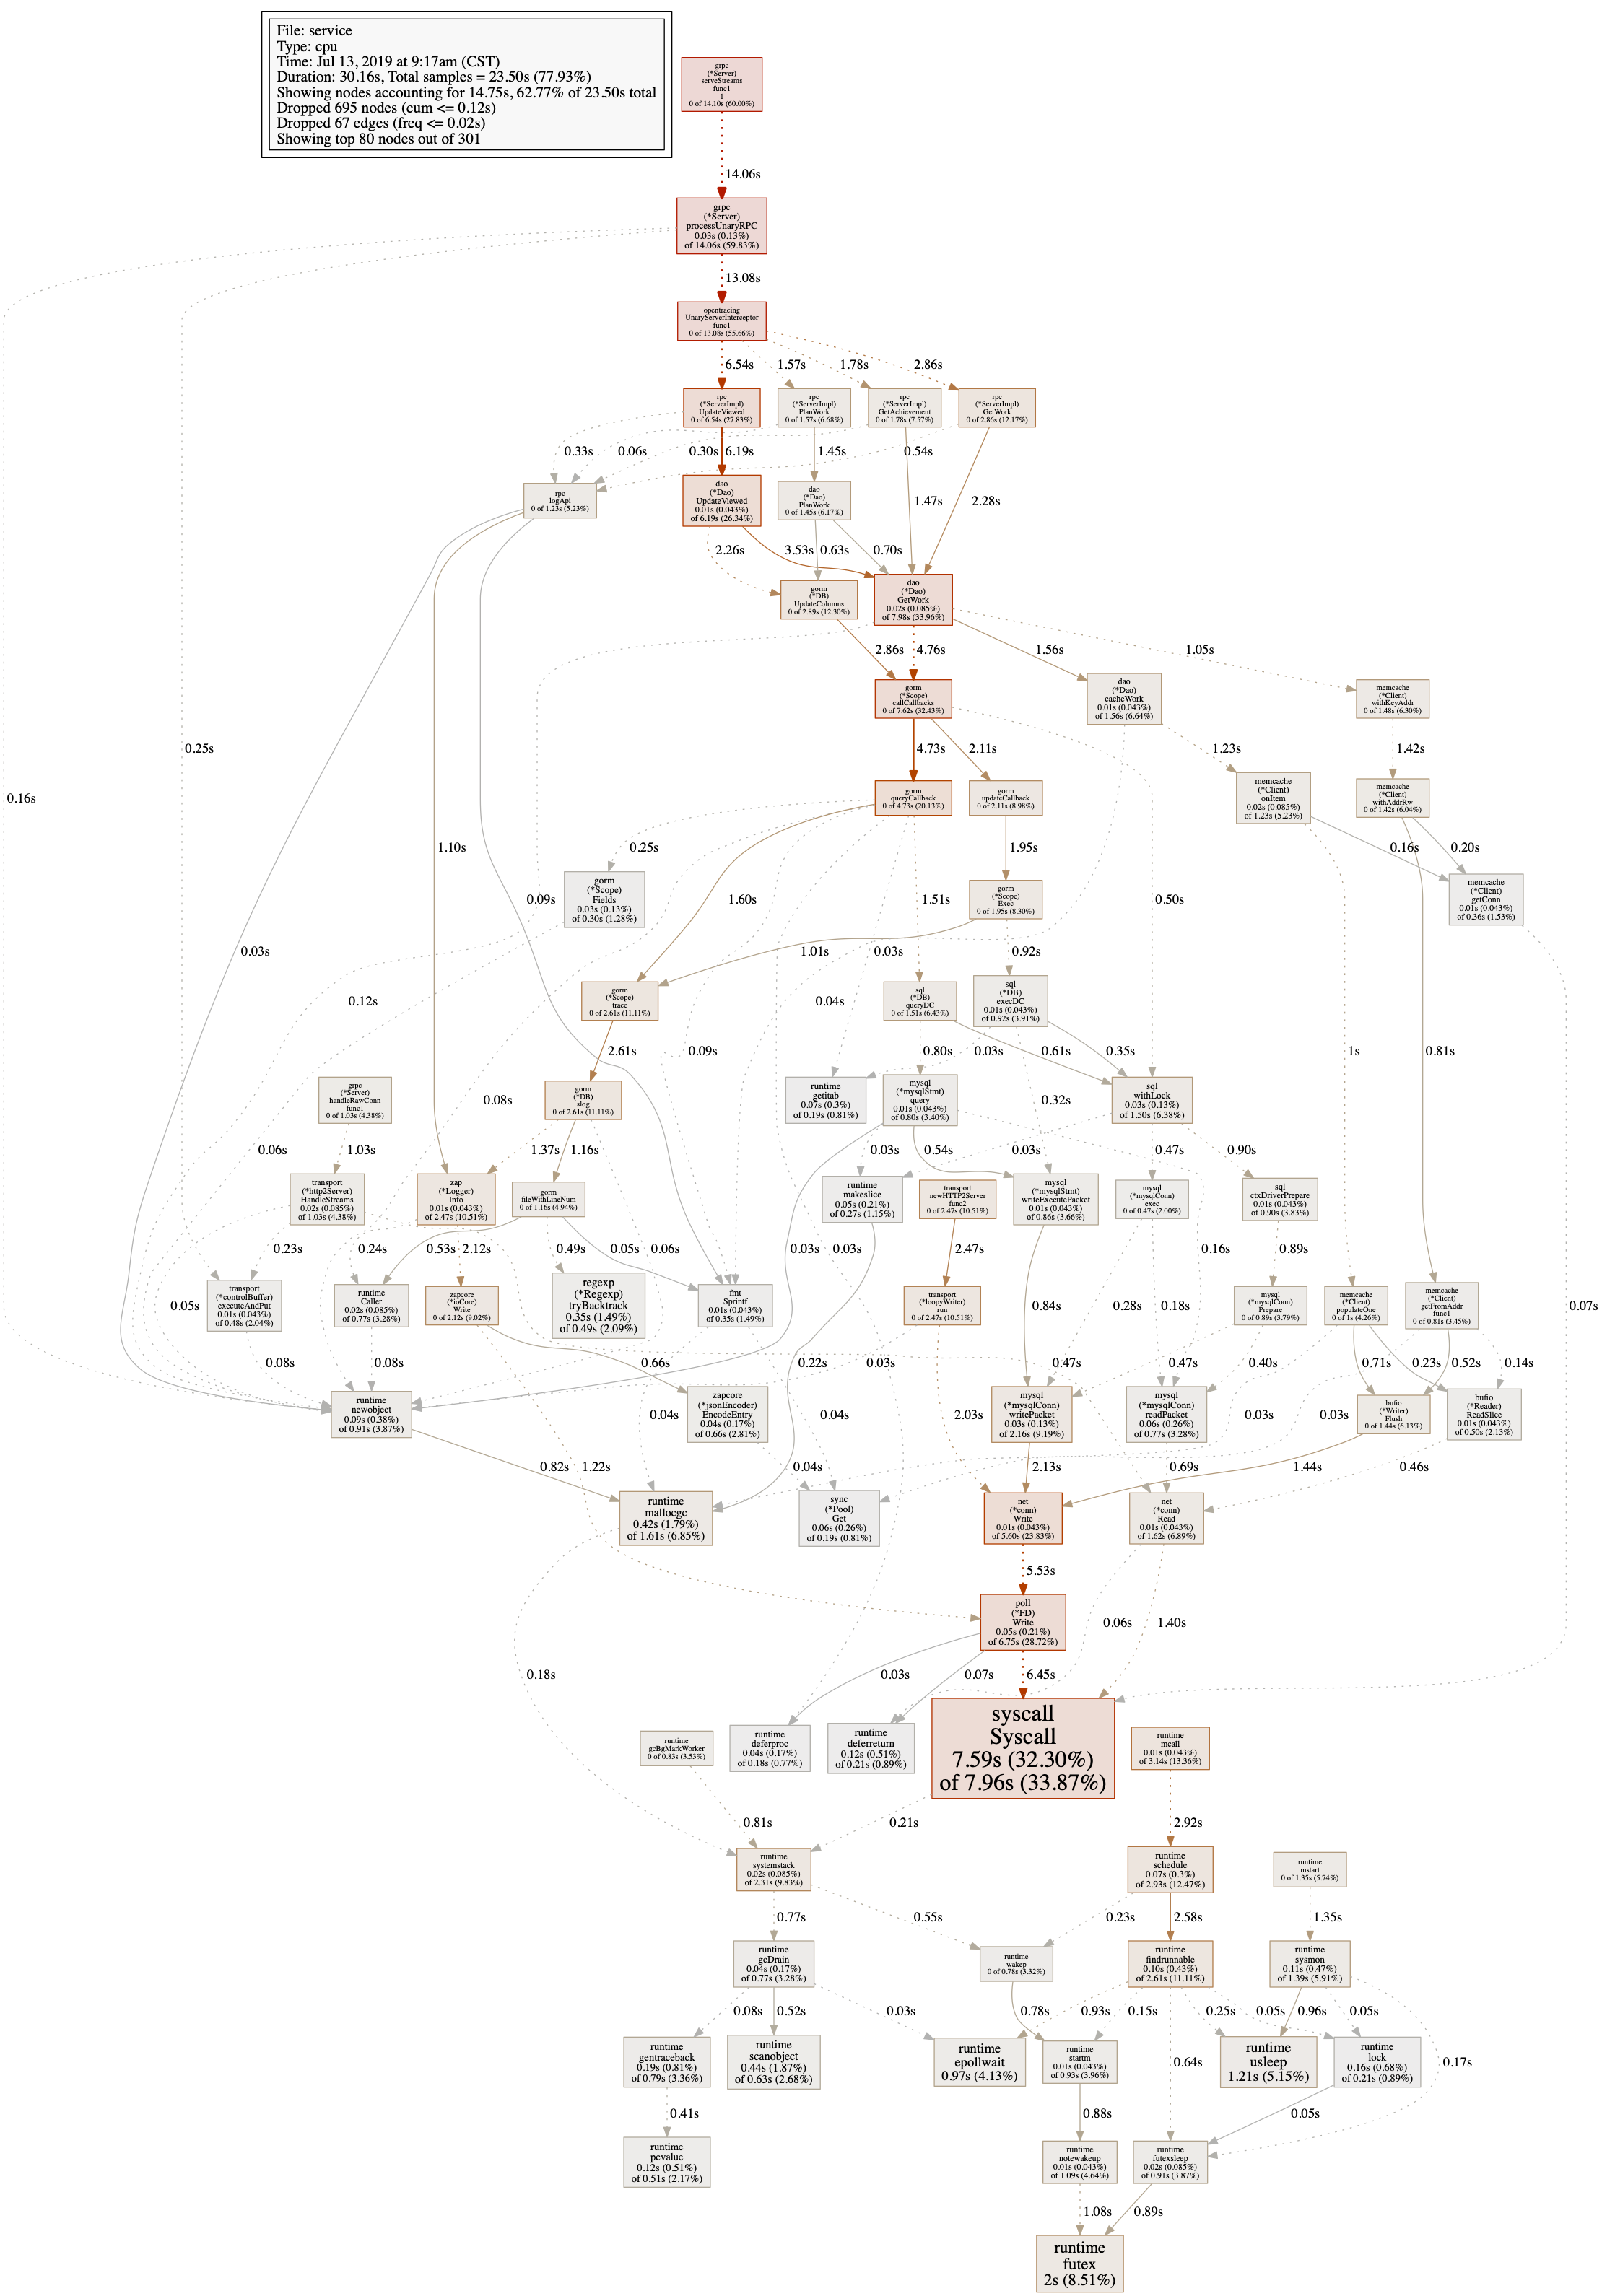 File: service
Type: cpu
Time: Jul 13, 2019 at 9:17am (CST)
Duration: 30.16s, Total samples = 23.50s (77.93%)
Showing nodes accounting for 14.75s, 62.77% of 23.50s total
Dropped 695 nodes (cum <= 0.12s)
Dropped 67 edges (freq <= 0.02s)
Showing top 80 nodes out of 301
grpc
(*Server)
serveStreams
func1
1
0 of 14.10s (60.00%)
14.06s
grpc
(*Server)
processUnaryRPC
0.03s (0.13%)
of 14.06s (59.83%)
13.08s
opentracing
UnaryServerInterceptor
func1
0 of 13.08s (55.66%)
6.54s
1.57s
1.78s
2.86s
rpc
(*ServerImpl)
UpdateViewed
0 of 6.54s (27.83%)
rpc
(*ServerImpl)
PlanWork
0 of 1.57s (6.68%)
rpc
(*ServerImpl)
GetAchievement
0 of 1.78s (7.57%)
rpc
(*ServerImpl)
GetWork
0 of 2.86s (12.17%)
0.33s
0.06s
0.30s
6.19s
1.45s
0.54s
rpc
logApi
0 of 1.23s (5.23%)
dao
(*Dao)
UpdateViewed
0.01s (0.043%)
of 6.19s (26.34%)
dao
(*Dao)
PlanWork
0 of 1.45s (6.17%)
1.47s
2.28s
2.26s
3.53s
0.63s
0.70s
gorm
(*DB)
UpdateColumns
0 of 2.89s (12.30%)
dao
(*Dao)
GetWork
0.02s (0.085%)
of 7.98s (33.96%)
2.86s
4.76s
1.56s
1.05s
gorm
(*Scope)
callCallbacks
0 of 7.62s (32.43%)
dao
(*Dao)
cacheWork
0.01s (0.043%)
of 1.56s (6.64%)
memcache
(*Client)
withKeyAddr
0 of 1.48s (6.30%)
0.25s
4.73s
2.11s
1.23s
1.42s
0.16s
gorm
queryCallback
0 of 4.73s (20.13%)
gorm
updateCallback
0 of 2.11s (8.98%)
memcache
(*Client)
onItem
0.02s (0.085%)
of 1.23s (5.23%)
memcache
(*Client)
withAddrRw
0 of 1.42s (6.04%)
1.10s
0.25s
1.95s
0.16s
0.20s
gorm
(*Scope)
Fields
0.03s (0.13%)
of 0.30s (1.28%)
0.09s
1.60s
1.51s
gorm
(*Scope)
Exec
0 of 1.95s (8.30%)
0.50s
memcache
(*Client)
getConn
0.01s (0.043%)
of 0.36s (1.53%)
0.03s
1.01s
0.03s
0.92s
0.12s
gorm
(*Scope)
trace
0 of 2.61s (11.11%)
0.04s
sql
(*DB)
queryDC
0 of 1.51s (6.43%)
sql
(*DB)
execDC
0.01s (0.043%)
of 0.92s (3.91%)
2.61s
0.09s
0.80s
0.03s
0.61s
0.35s
1s
0.81s
grpc
(*Server)
handleRawConn
func1
0 of 1.03s (4.38%)
0.08s
gorm
(*DB)
slog
0 of 2.61s (11.11%)
runtime
getitab
0.07s (0.3%)
of 0.19s (0.81%)
mysql
(*mysqlStmt)
query
0.01s (0.043%)
of 0.80s (3.40%)
0.32s
sql
withLock
0.03s (0.13%)
of 1.50s (6.38%)
0.06s
1.03s
1.37s
1.16s
0.03s
0.54s
0.03s
0.47s
0.90s
transport
(*http2Server)
HandleStreams
0.02s (0.085%)
of 1.03s (4.38%)
zap
(*Logger)
Info
0.01s (0.043%)
of 2.47s (10.51%)
gorm
fileWithLineNum
0 of 1.16s (4.94%)
runtime
makeslice
0.05s (0.21%)
of 0.27s (1.15%)
transport
newHTTP2Server
func2
0 of 2.47s (10.51%)
mysql
(*mysqlStmt)
writeExecutePacket
0.01s (0.043%)
of 0.86s (3.66%)
mysql
(*mysqlConn)
exec
0 of 0.47s (2.00%)
sql
ctxDriverPrepare
0.01s (0.043%)
of 0.90s (3.83%)
0.23s
0.24s
0.53s
2.12s
0.49s
0.05s
0.06s
0.03s
0.03s
2.47s
0.16s
0.89s
transport
(*controlBuffer)
executeAndPut
0.01s (0.043%)
of 0.48s (2.04%)
0.05s
runtime
Caller
0.02s (0.085%)
of 0.77s (3.28%)
zapcore
(*ioCore)
Write
0 of 2.12s (9.02%)
regexp
(*Regexp)
tryBacktrack
0.35s (1.49%)
of 0.49s (2.09%)
fmt
Sprintf
0.01s (0.043%)
of 0.35s (1.49%)
transport
(*loopyWriter)
run
0 of 2.47s (10.51%)
0.84s
0.28s
0.18s
mysql
(*mysqlConn)
Prepare
0 of 0.89s (3.79%)
memcache
(*Client)
populateOne
0 of 1s (4.26%)
memcache
(*Client)
getFromAddr
func1
0 of 0.81s (3.45%)
0.07s
0.08s
0.08s
0.66s
0.22s
0.03s
0.47s
0.47s
0.40s
0.71s
0.23s
0.52s
0.14s
runtime
newobject
0.09s (0.38%)
of 0.91s (3.87%)
0.04s
zapcore
(*jsonEncoder)
EncodeEntry
0.04s (0.17%)
of 0.66s (2.81%)
0.04s
2.03s
mysql
(*mysqlConn)
writePacket
0.03s (0.13%)
of 2.16s (9.19%)
mysql
(*mysqlConn)
readPacket
0.06s (0.26%)
of 0.77s (3.28%)
0.03s
0.03s
bufio
(*Writer)
Flush
0 of 1.44s (6.13%)
bufio
(*Reader)
ReadSlice
0.01s (0.043%)
of 0.50s (2.13%)
0.82s
1.22s
0.04s
2.13s
0.69s
1.44s
0.46s
runtime
mallocgc
0.42s (1.79%)
of 1.61s (6.85%)
sync
(*Pool)
Get
0.06s (0.26%)
of 0.19s (0.81%)
net
(*conn)
Write
0.01s (0.043%)
of 5.60s (23.83%)
net
(*conn)
Read
0.01s (0.043%)
of 1.62s (6.89%)
5.53s
poll
(*FD)
Write
0.05s (0.21%)
of 6.75s (28.72%)
0.06s
1.40s
0.18s
0.03s
0.07s
6.45s
runtime
gcBgMarkWorker
0 of 0.83s (3.53%)
runtime
deferproc
0.04s (0.17%)
of 0.18s (0.77%)
runtime
deferreturn
0.12s (0.51%)
of 0.21s (0.89%)
syscall
Syscall
7.59s (32.30%)
of 7.96s (33.87%)
runtime
mcall
0.01s (0.043%)
of 3.14s (13.36%)
0.81s
0.21s
2.92s
runtime
systemstack
0.02s (0.085%)
of 2.31s (9.83%)
runtime
schedule
0.07s (0.3%)
of 2.93s (12.47%)
runtime
mstart
0 of 1.35s (5.74%)
0.77s
0.55s
0.23s
2.58s
1.35s
runtime
gcDrain
0.04s (0.17%)
of 0.77s (3.28%)
runtime
wakep
0 of 0.78s (3.32%)
runtime
findrunnable
0.10s (0.43%)
of 2.61s (11.11%)
runtime
sysmon
0.11s (0.47%)
of 1.39s (5.91%)
0.08s
0.52s
0.03s
0.78s
0.93s
0.15s
0.25s
0.05s
0.96s
0.05s
runtime
gentraceback
0.19s (0.81%)
of 0.79s (3.36%)
runtime
scanobject
0.44s (1.87%)
of 0.63s (2.68%)
runtime
epollwait
0.97s (4.13%)
runtime
startm
0.01s (0.043%)
of 0.93s (3.96%)
0.64s
runtime
usleep
1.21s (5.15%)
runtime
lock
0.16s (0.68%)
of 0.21s (0.89%)
0.17s
0.41s
0.88s
0.05s
runtime
pcvalue
0.12s (0.51%)
of 0.51s (2.17%)
runtime
notewakeup
0.01s (0.043%)
of 1.09s (4.64%)
runtime
futexsleep
0.02s (0.085%)
of 0.91s (3.87%)
1.08s
0.89s
runtime
futex
2s (8.51%)